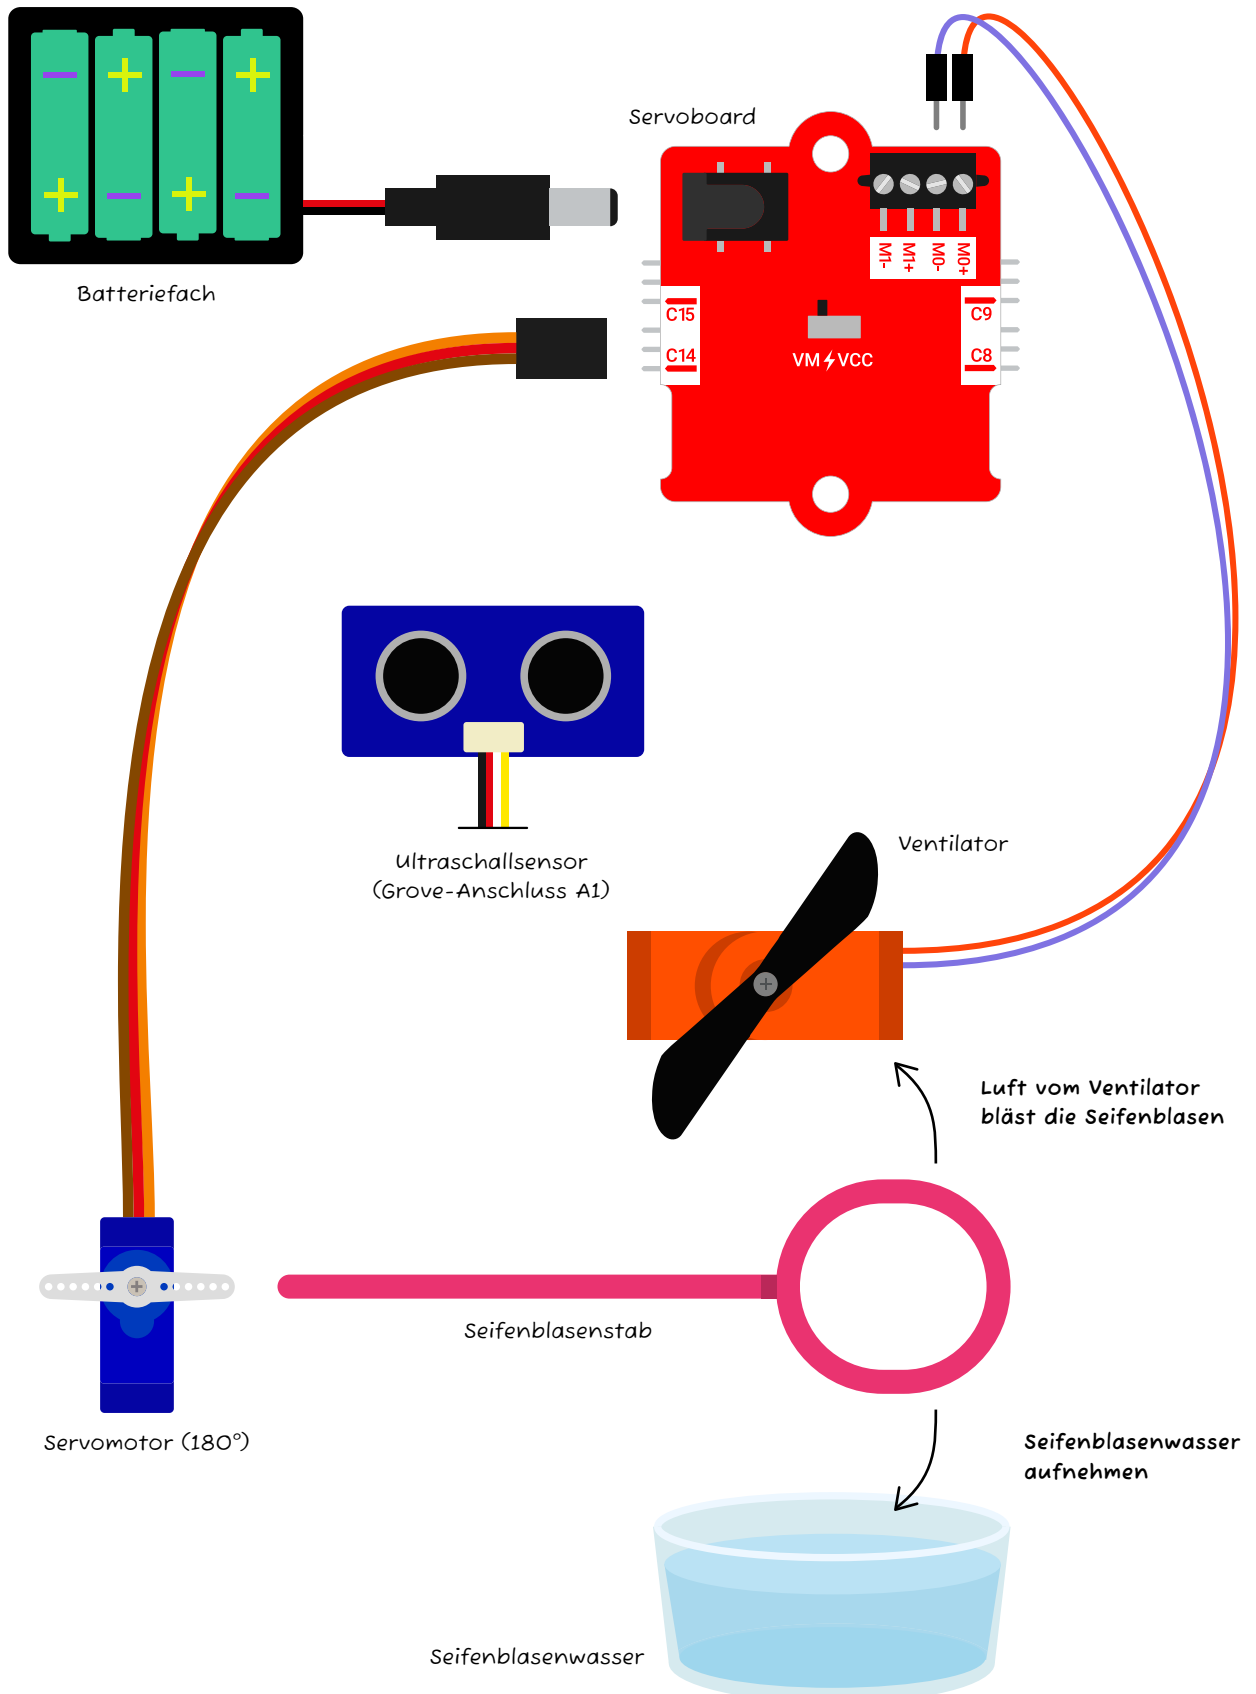 Servoboard
M1-
M1+
M0-
M0+
Batteriefach
C15
C9
C14
C8
VM VCC
Ventilator
Ultraschallsensor
(Grove-Anschluss A1)
Luft vom Ventilator
bläst die Seifenblasen
Seifenblasenstab
Servomotor (180°)
Seifenblasenwasser
aufnehmen
Seifenblasenwasser